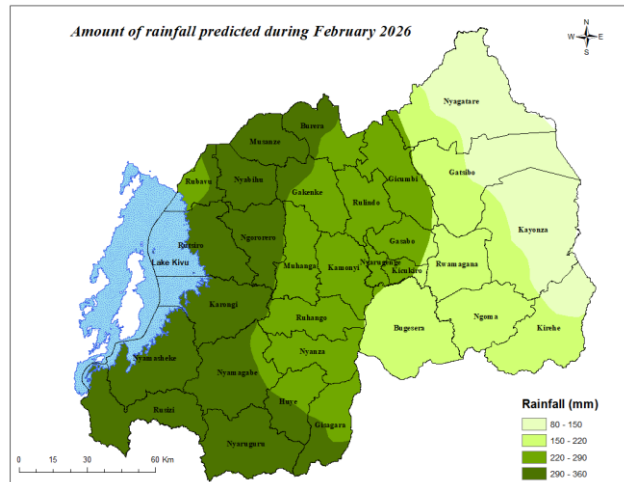 Amount of rainfall predicted during February 2026
N
W E
S
Nyagatare
Burera
Musanze
Gicumbi
Gatsibo
Rubavu
Nyabihu
Gakenke
Rulindo
Kayonza
Rutsiro
Ngororero
Gasabo
Lake Kivu
Muhanga
Kamonyi
Nyarugenge
Rwamagana
Kicukiro
Karongi
Ruhango
Bugesera
Ngoma
Kirehe
Nyamasheke
Nyamagabe
Nyanza
Rusizi
Huye
Gisagara
Nyaruguru
Rainfall (mm)
80 - 150
150 - 220
220 - 290
290 - 360
0 15 30 60 Km